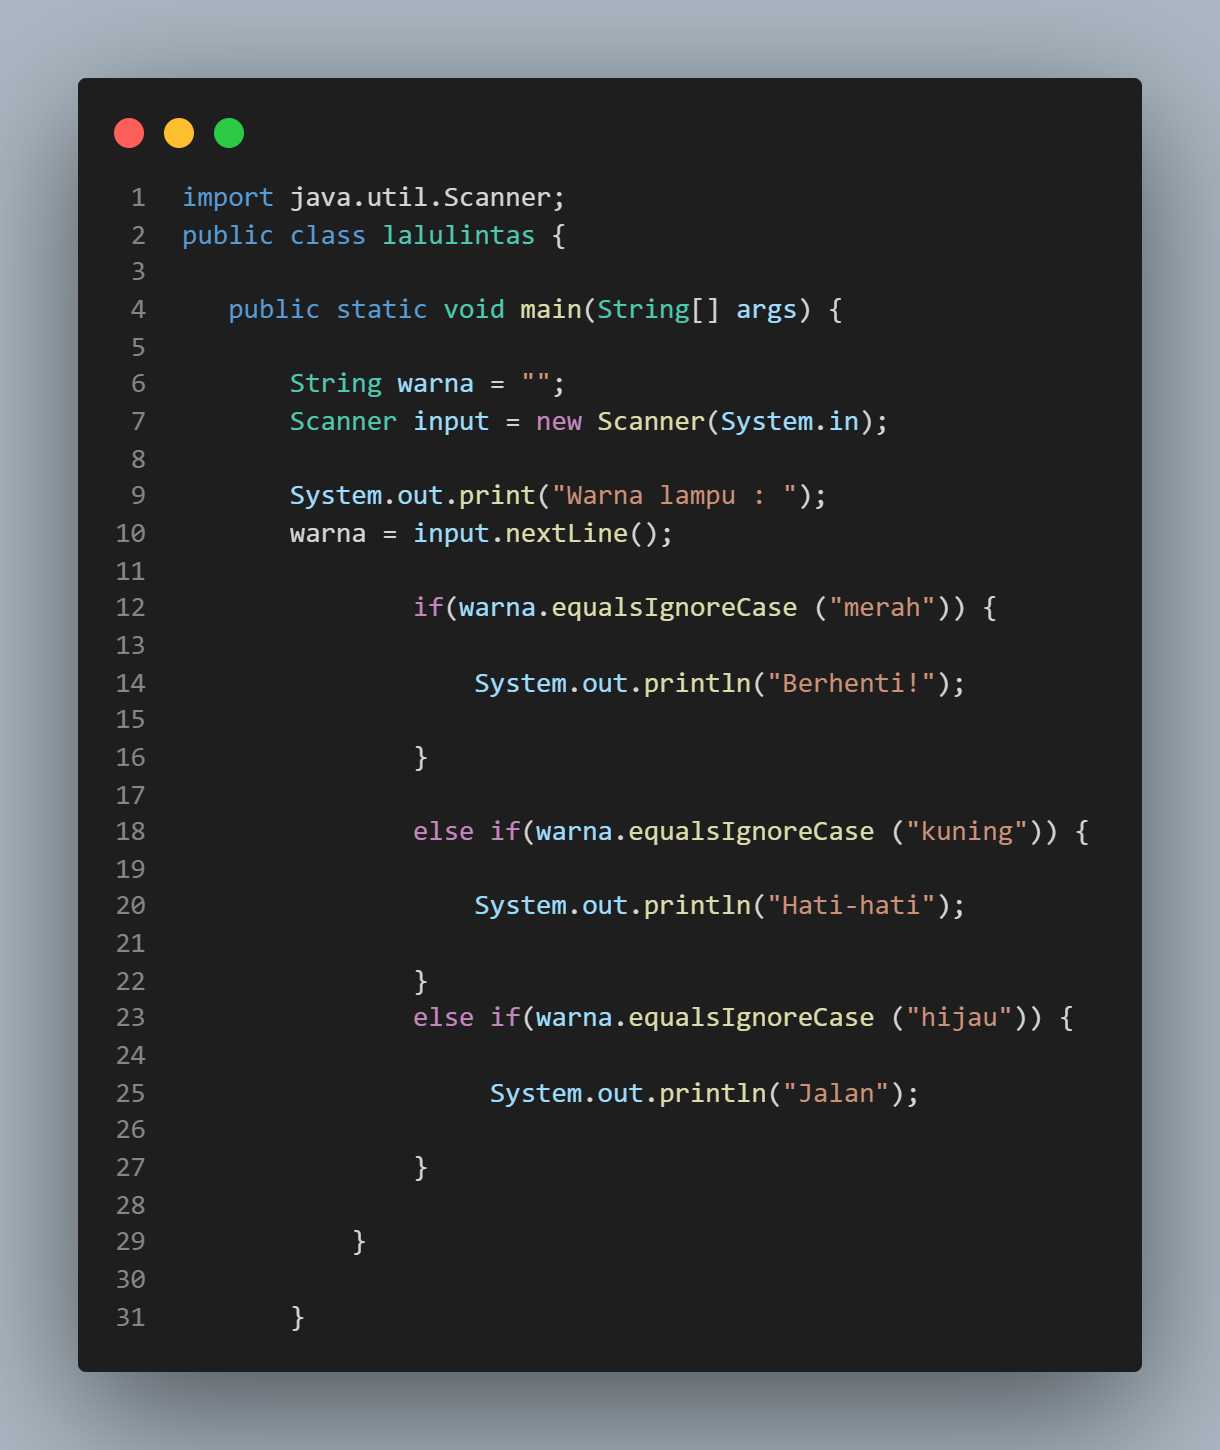 1 import java.util.Scanner;
2 public class lalulintas {
3
4 public static void main(String[] args) {
5
6 String warna = "";
7 Scanner input = new Scanner(System.in);
8
9 System.out.print("Warna lampu : ");
10 warna = input.nextLine();
11
12 if(warna.equalsIgnoreCase ("merah")) {
13
14 System.out.println("Berhenti!");
15
16 }
17
18 else if(warna.equalsIgnoreCase ("kuning")) {
19
20 System.out.println("Hati-hati");
21
22 }
23 else if(warna.equalsIgnoreCase ("hijau")) {
24
25 System.out.println("Jalan");
26
27 }
28
29 }
30
31 }